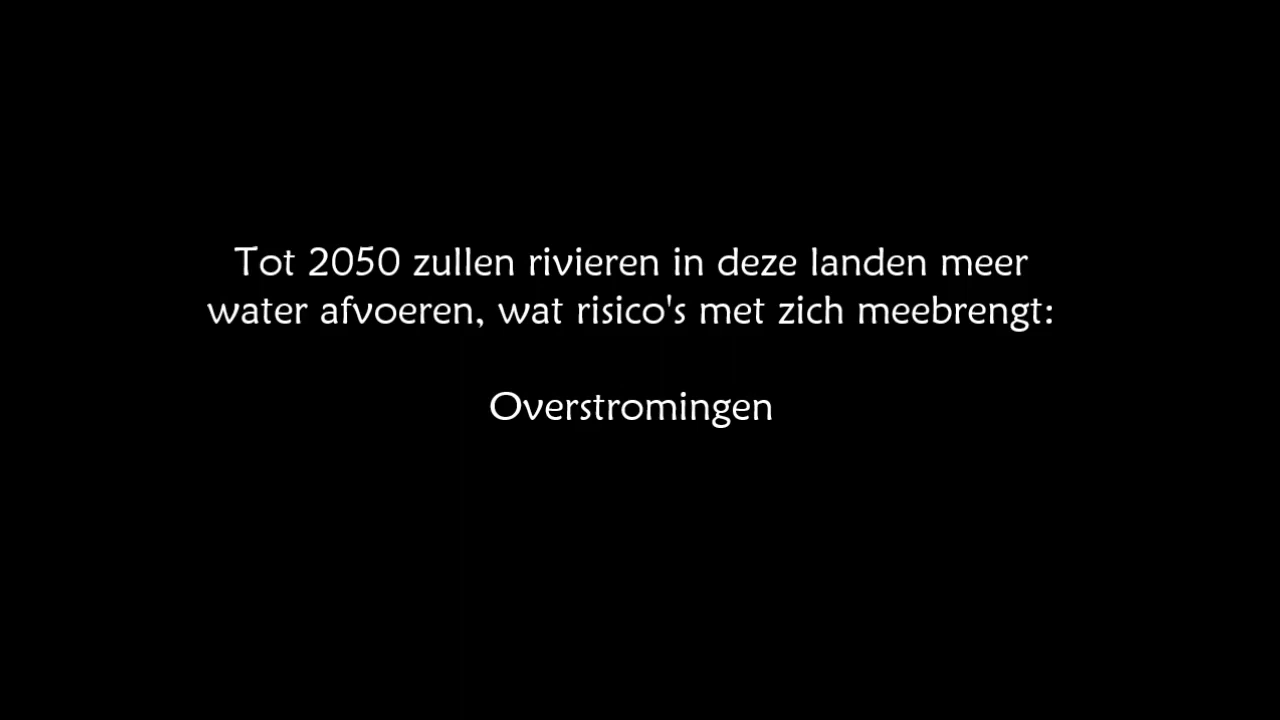 Tot 2050 zullen rivieren in deze landen meer
water afvoeren, wat risico's met zich meebrengt:
Overstromingen